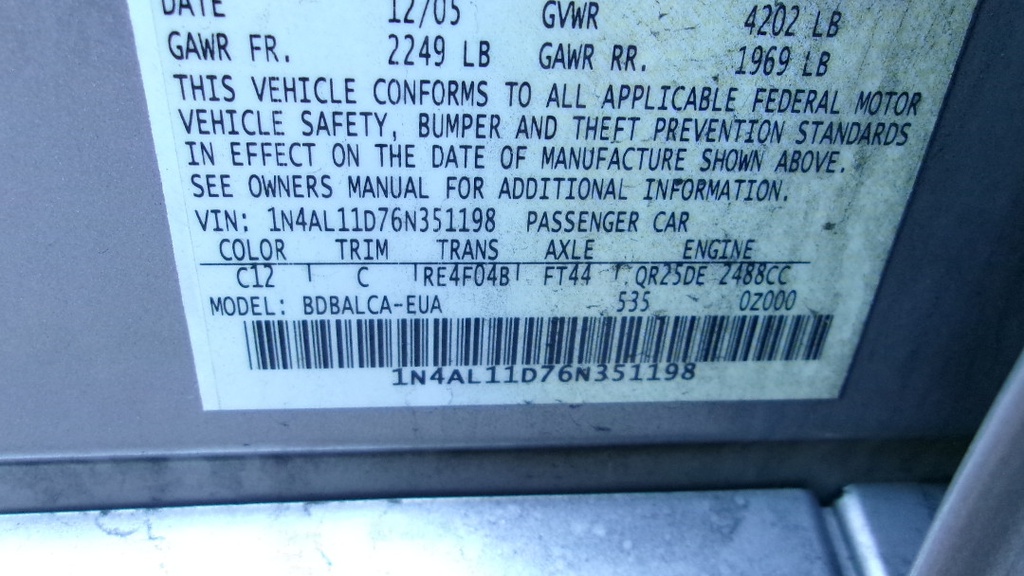 DATE 12/05 GVWR 4202 LB
GAWR FR. 2249 LB GAWR RR. 1969 LB
THIS VEHICLE CONFORMS TO ALL APPLICABLE FEDERAL MOTOR
VEHICLE SAFETY, BUMPER AND THEFT PREVENTION STANDARDS
IN EFFECT ON THE DATE OF MANUFACTURE SHOWN ABOVE.
SEE OWNERS MANUAL FOR ADDITIONAL INFORMATION.
VIN: 1N4AL11D76N351198 PASSENGER CAR
COLOR TRIM TRANS AXLE ENGINE
C12 C RE4F04B FT44 QR25DE 2488CC
MODEL: BDBALCA-EUA 535 0Z000
1N4AL11D76N351198